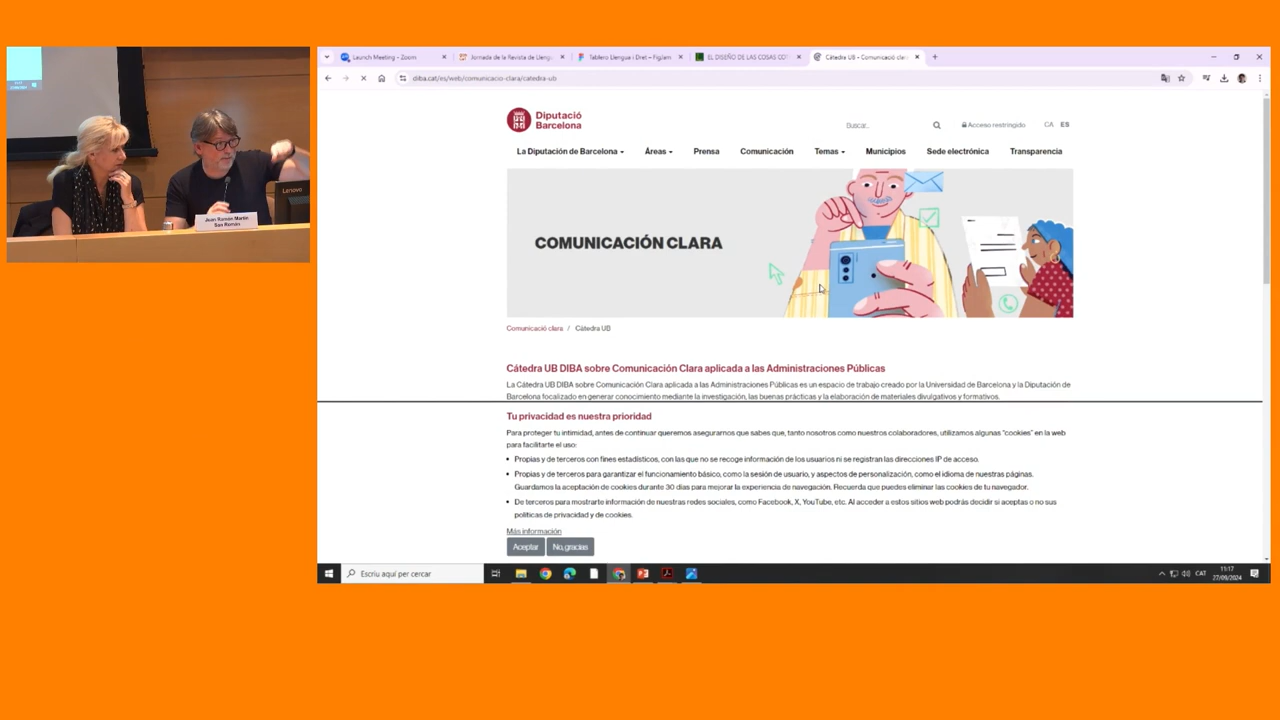 Launch Meeting - Zoom
Jornada de la Revista de Lleng
Tablero Llengua i Dret – FigJam
EL DISEÑO DE LAS COSAS COT
Cátedra UB - Comunicació clar
diba.cat/es/web/comunicacio-clara/catedra-ub
Diputació
Barcelona
Buscar...
Acceso restringido
CA
ES
La Diputación de Barcelona
Áreas
Prensa
Comunicación
Temas
Municipios
Sede electrónica
Transparencia
COMUNICACIÓN CLARA
Comunicació clara / Cátedra UB
Cátedra UB DIBA sobre Comunicación Clara aplicada a las Administraciones Públicas
La Cátedra UB DIBA sobre Comunicación Clara aplicada a las Administraciones Públicas es un espacio de trabajo creado por la Universidad de Barcelona y la Diputación de
Barcelona focalizado en generar conocimiento mediante la investigación, las buenas prácticas y la elaboración de materiales divulgativos y formativos.
Tu privacidad es nuestra prioridad
Para proteger tu intimidad, antes de continuar queremos asegurarnos que sabes que, tanto nosotros como nuestros colaboradores, utilizamos algunas "cookies" en la web
para facilitarte el uso:
• Propias y de terceros con fines estadísticos, con las que no se recoge información de los usuarios ni se registran las direcciones IP de acceso.
• Propias y de terceros para garantizar el funcionamiento básico, como la sesión de usuario, y aspectos de personalización, como el idioma de nuestras páginas.
Guardamos la aceptación de cookies durante 30 días para mejorar la experiencia de navegación. Recuerda que puedes eliminar las cookies de tu navegador.
• De terceros para mostrarte información de nuestras redes sociales, como Facebook, X, YouTube, etc. Al acceder a estos sitios web podrás decidir si aceptas o no sus
políticas de privacidad y de cookies.
Más información
Aceptar
No, gracias
Escriu aquí per cercar
CAT
11:17
27/09/2024
Lenovo
Juan Ramón Martín
San Román